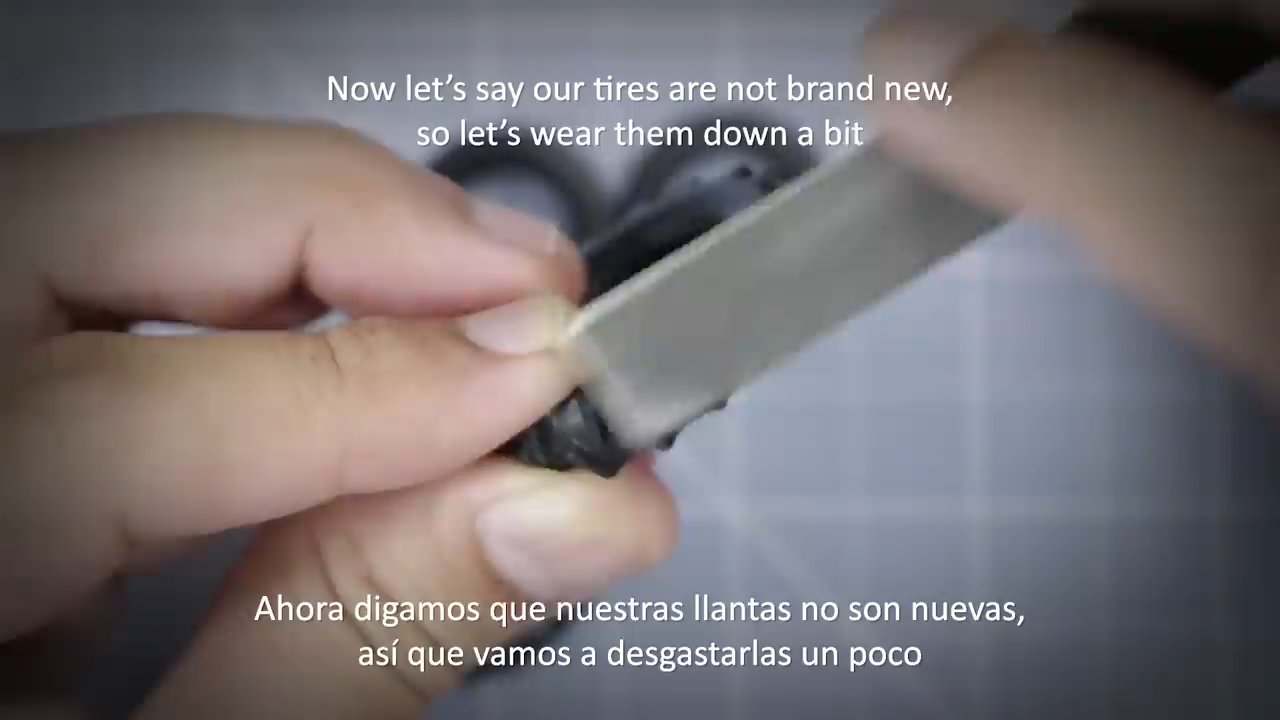 Now let’s say our tires are not brand new,
so let’s wear them down a bit
Ahora digamos que nuestras llantas no son nuevas,
así que vamos a desgastarlas un poco